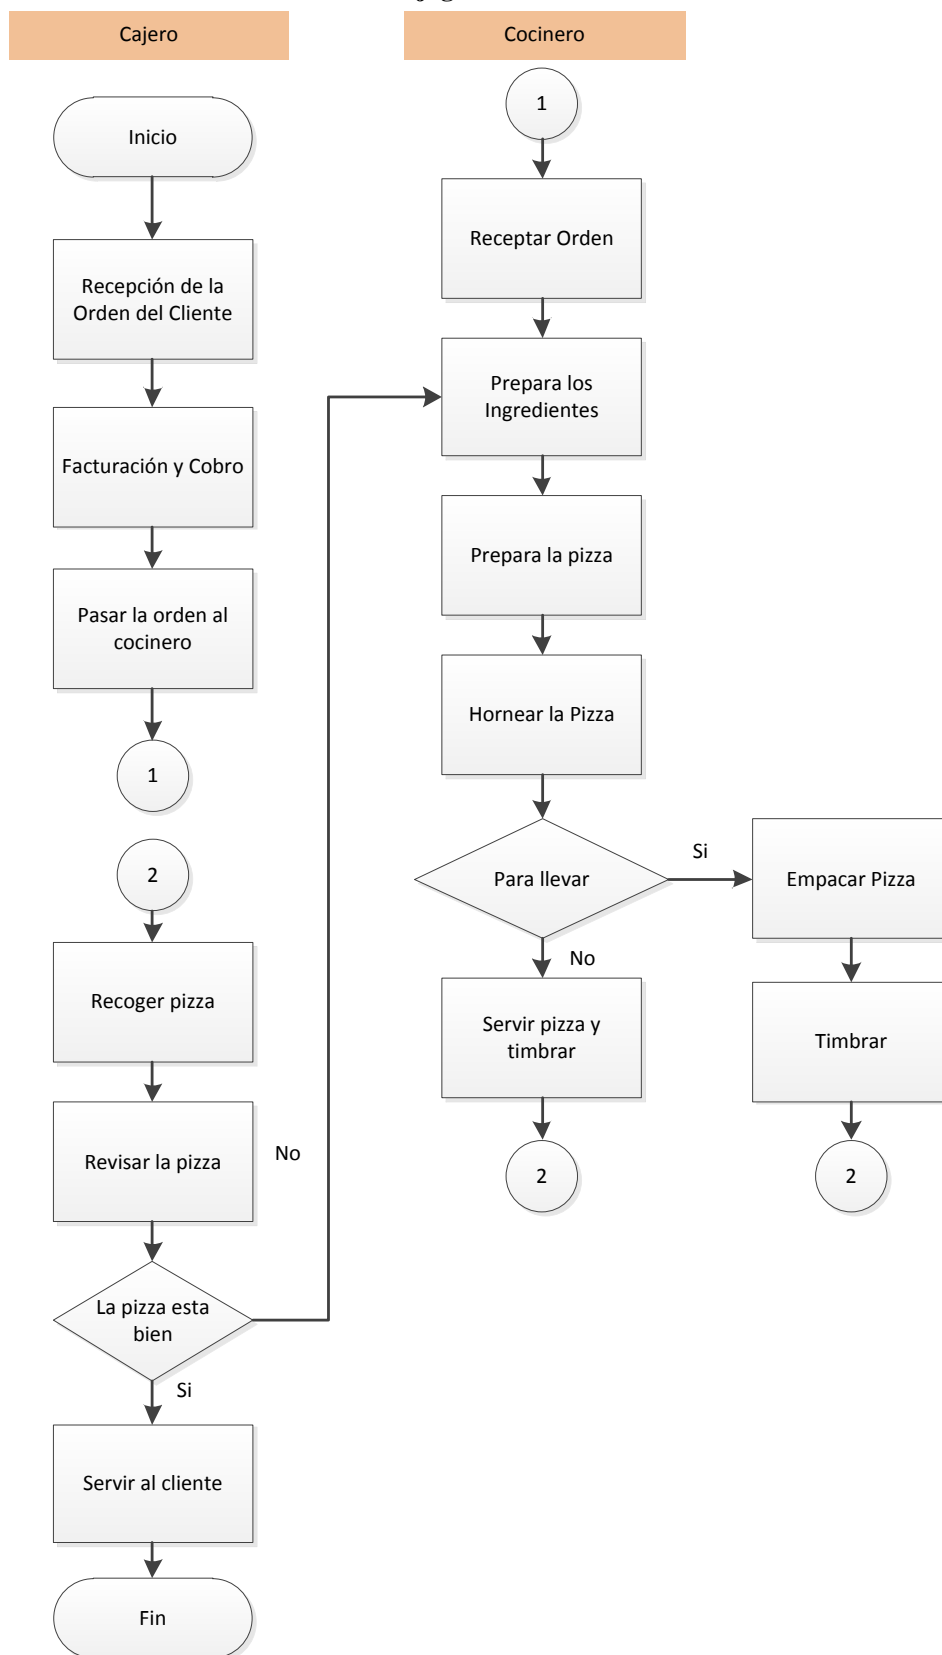 Cajero
Cocinero
Inicio
Recepción de la
Orden del Cliente
Facturación y Cobro
Pasar la orden al
cocinero
1
2
Recoger pizza
Revisar la pizza
No
La pizza esta
bien
Si
Servir al cliente
Fin
1
Receptar Orden
Prepara los
Ingredientes
Prepara la pizza
Hornear la Pizza
Para llevar
Si
No
Servir pizza y
timbrar
2
Empacar Pizza
Timbrar
2